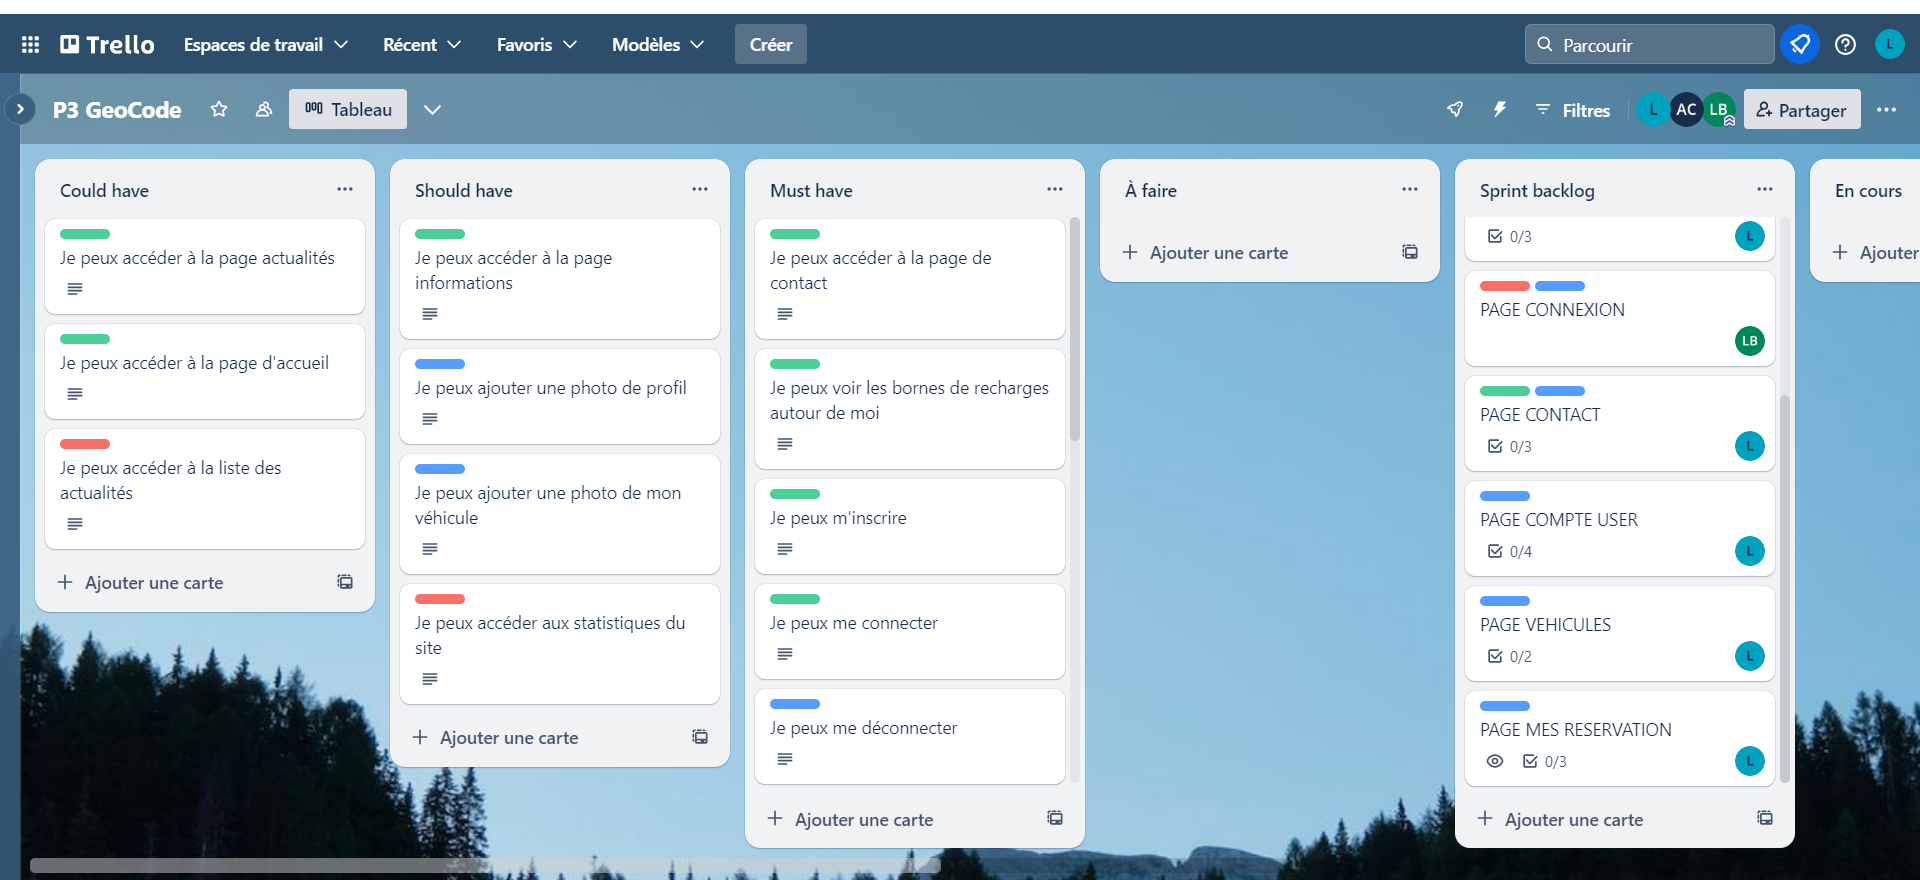 Trello
Espaces de travail
Récent
Favoris
Modèles
Créer
Parcourir
L
P3 GeoCode
Tableau
Filtres
L
AC
LB
Partager
Could have
Je peux accéder à la page actualités
Je peux accéder à la page d'accueil
Je peux accéder à la liste des
actualités
Ajouter une carte
Should have
Je peux accéder à la page
informations
Je peux ajouter une photo de profil
Je peux ajouter une photo de mon
véhicule
Je peux accéder aux statistiques du
site
Ajouter une carte
Must have
Je peux accéder à la page de
contact
Je peux voir les bornes de recharges
autour de moi
Je peux m'inscrire
Je peux me connecter
Je peux me déconnecter
Ajouter une carte
À faire
Ajouter une carte
Sprint backlog
0/3
L
PAGE CONNEXION
LB
PAGE CONTACT
0/3
L
PAGE COMPTE USER
0/4
L
PAGE VEHICULES
0/2
L
PAGE MES RESERVATION
0/3
L
Ajouter une carte
En cours
Ajouter